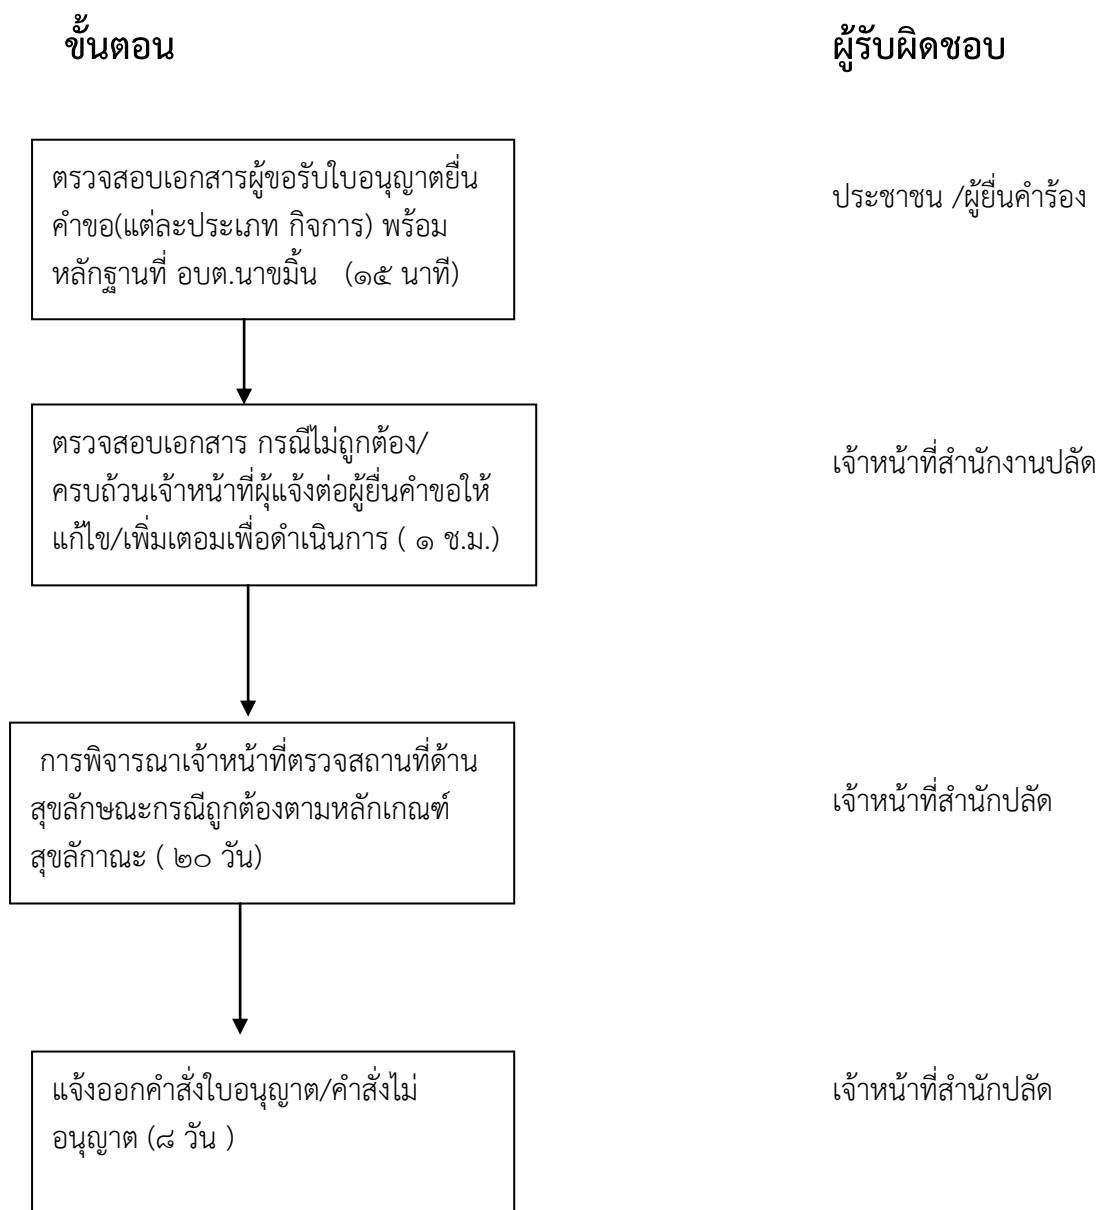 ขั้นตอน
ผู้รับผิดชอบ
ตรวจสอบเอกสารผู้ขอรับใบอนุญาตยื่น
คำขอ(แต่ละประเภท กิจการ) พร้อม
หลักฐานที่ อบต.นาขมิ้น (๑๕ นาที)
ประชาชน /ผู้ยื่นคำร้อง
ตรวจสอบเอกสาร กรณีไม่ถูกต้อง/
ครบถ้วนเจ้าหน้าที่ผุ้แจ้งต่อผู้ยื่นคำขอให้
แก้ไข/เพิ่มเตอมเพื่อดำเนินการ ( ๑ ช.ม.)
เจ้าหน้าที่สำนักงานปลัด
การพิจารณาเจ้าหน้าที่ตรวจสถานที่ด้าน
สุขลักษณะกรณีถูกต้องตามหลักเกณฑ์
สุขลักาณะ ( ๒๐ วัน)
เจ้าหน้าที่สำนักปลัด
แจ้งออกคำสั่งใบอนุญาต/คำสั่งไม่
อนุญาต (๘ วัน )
เจ้าหน้าที่สำนักปลัด